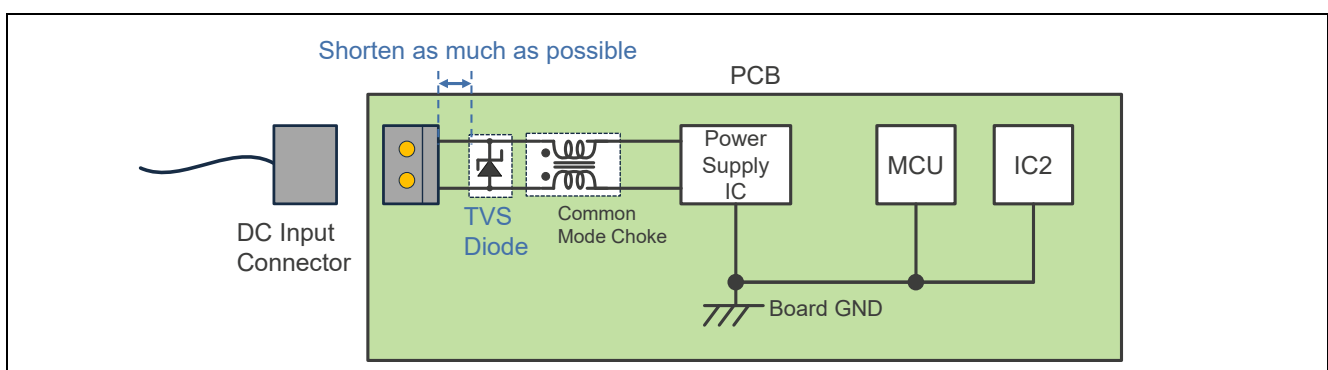 Shorten as much as possible
PCB
Power
Supply
IC
MCU
IC2
DC Input
Connector
TVS
Diode
Common
Mode Choke
Board GND